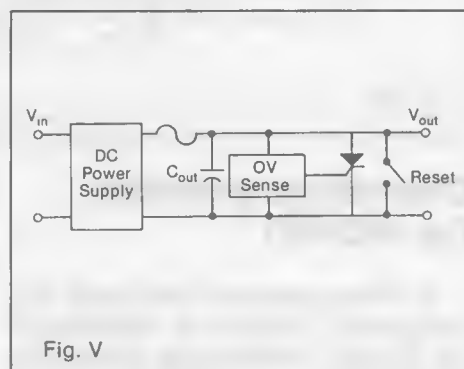 V_in
V_out
DC
Power
Supply
C_out
OV
Sense
Reset
Fig. V